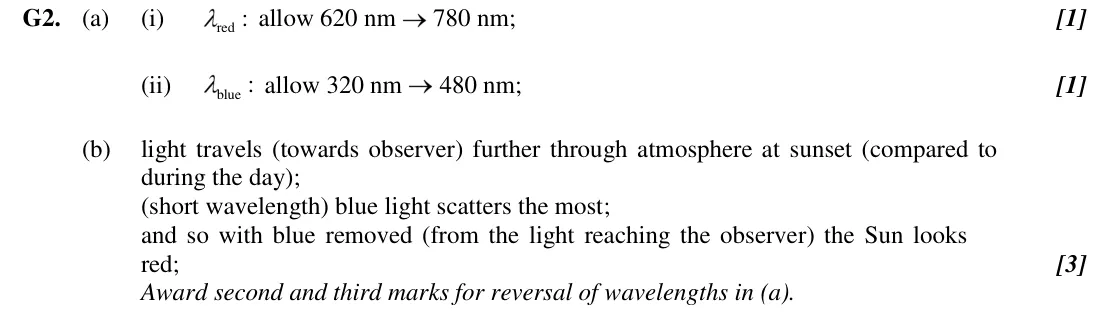 G2. (a) (i) λred : allow 620 nm → 780 nm; [1]
(ii) λblue : allow 320 nm → 480 nm; [1]
(b) light travels (towards observer) further through atmosphere at sunset (compared to
during the day);
(short wavelength) blue light scatters the most;
and so with blue removed (from the light reaching the observer) the Sun looks
red; [3]
Award second and third marks for reversal of wavelengths in (a).